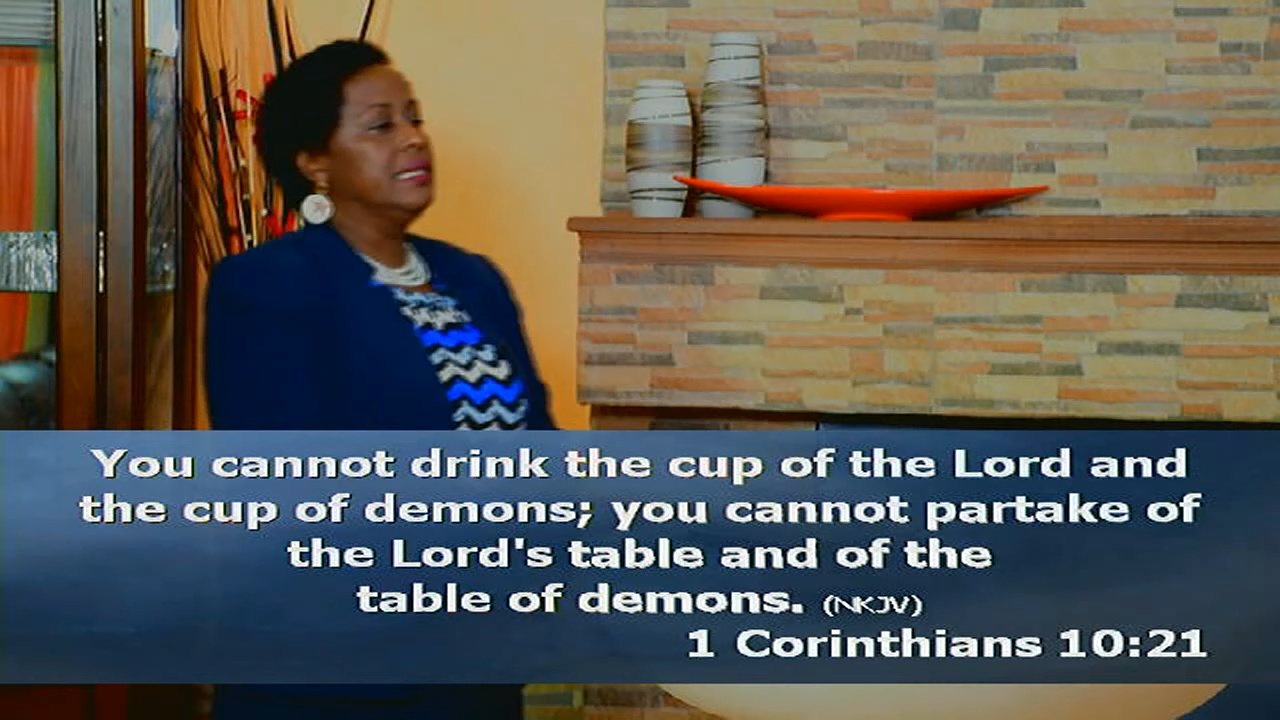 You cannot drink the cup of the Lord and
the cup of demons; you cannot partake of
the Lord's table and of the
table of demons. (NKJV)
1 Corinthians 10:21